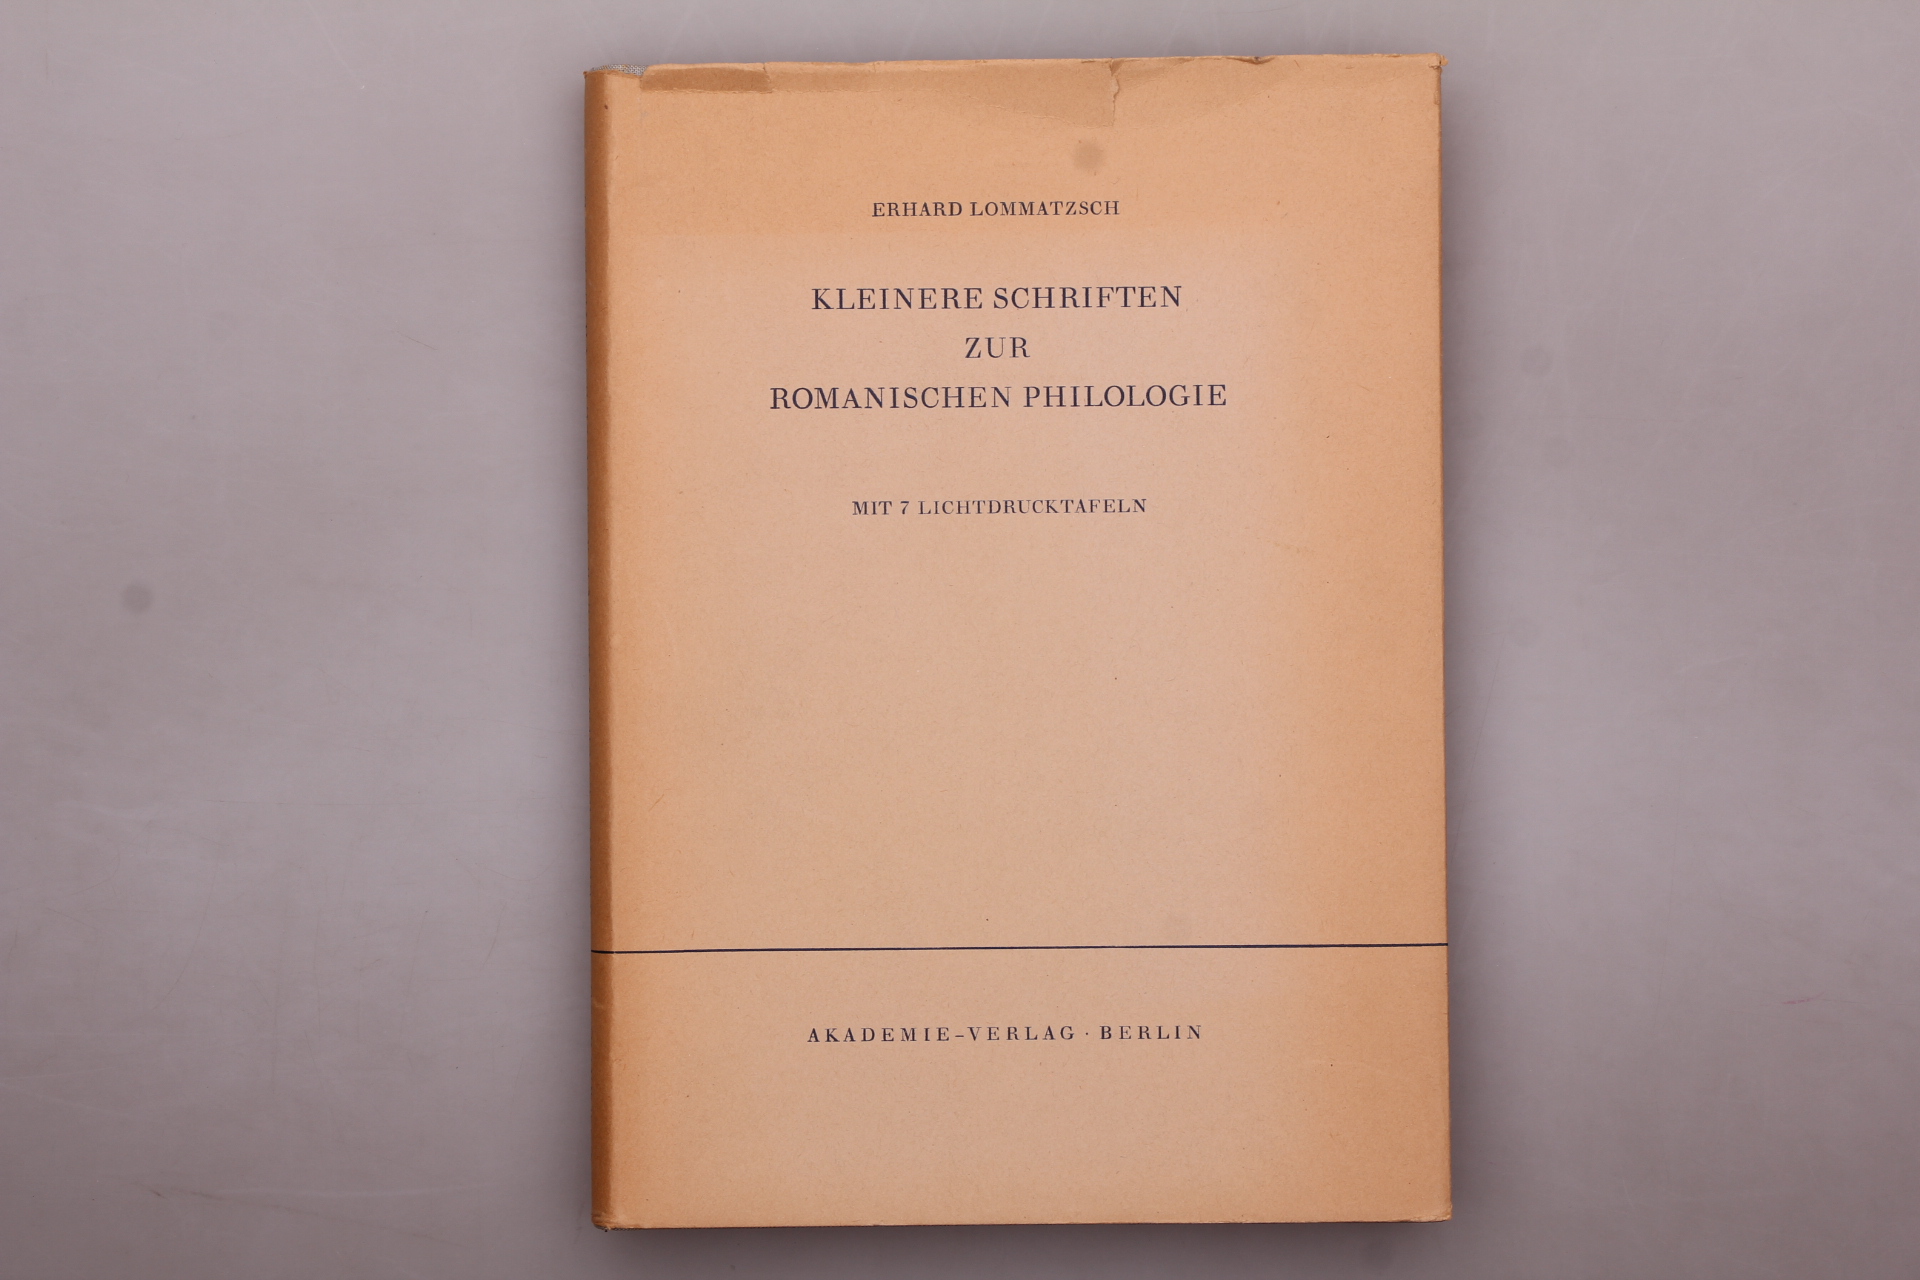 ERHARD LOMMATZSCH
KLEINERE SCHRIFTEN
ZUR
ROMANISCHEN PHILOLOGIE
MIT 7 LICHTDRUCKTAFELN
AKADEMIE-VERLAG · BERLIN